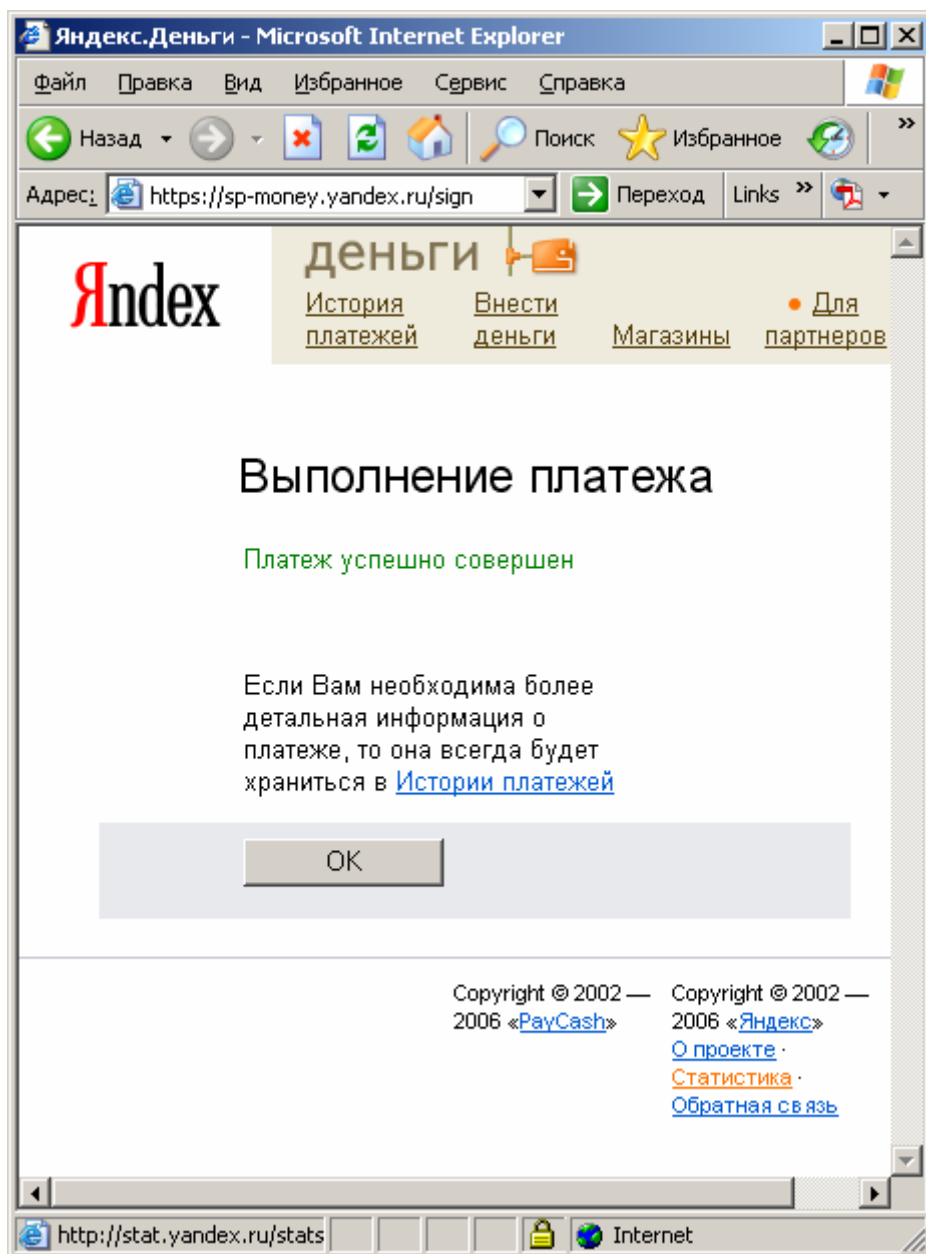 Яндекс.Деньги - Microsoft Internet Explorer
Файл Правка Вид Избранное Сервис Справка
Назад Поиск Избранное »
Адрес: https://sp-money.yandex.ru/sign Переход Links »
Яndex
деньги
История платежей
Внести деньги
Магазины
• Для партнеров
Выполнение платежа
Платеж успешно совершен
Если Вам необходима более
детальная информация о
платеже, то она всегда будет
храниться в Истории платежей
OK
Copyright © 2002 —
2006 «PayCash»
Copyright © 2002 —
2006 «Яндекс»
О проекте ·
Статистика ·
Обратная связь
http://stat.yandex.ru/stats Internet